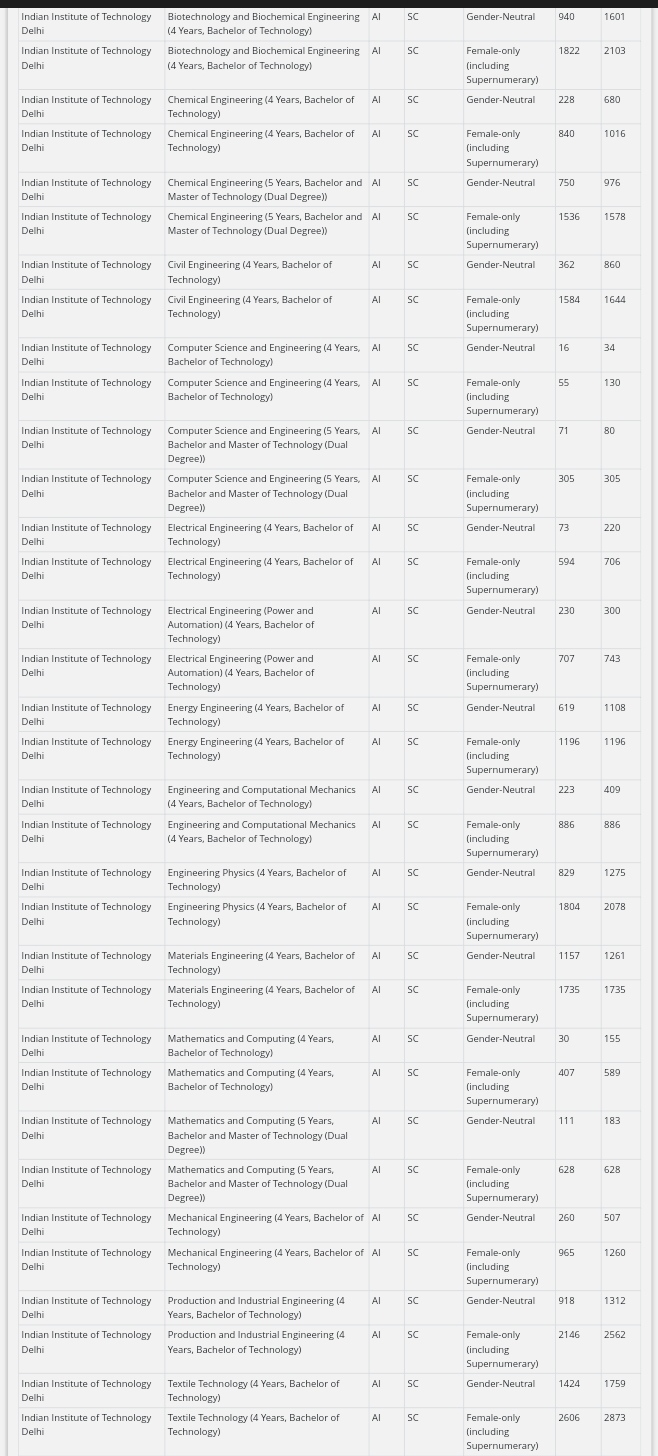 Indian Institute of Technology Delhi Biotechnology and Biochemical Engineering (4 Years, Bachelor of Technology) AI SC Gender-Neutral 940 1601
Indian Institute of Technology Delhi Biotechnology and Biochemical Engineering (4 Years, Bachelor of Technology) AI SC Female-only (including Supernumerary) 1822 2103
Indian Institute of Technology Delhi Chemical Engineering (4 Years, Bachelor of Technology) AI SC Gender-Neutral 228 680
Indian Institute of Technology Delhi Chemical Engineering (4 Years, Bachelor of Technology) AI SC Female-only (including Supernumerary) 840 1016
Indian Institute of Technology Delhi Chemical Engineering (5 Years, Bachelor and Master of Technology (Dual Degree)) AI SC Gender-Neutral 750 976
Indian Institute of Technology Delhi Chemical Engineering (5 Years, Bachelor and Master of Technology (Dual Degree)) AI SC Female-only (including Supernumerary) 1536 1578
Indian Institute of Technology Delhi Civil Engineering (4 Years, Bachelor of Technology) AI SC Gender-Neutral 362 860
Indian Institute of Technology Delhi Civil Engineering (4 Years, Bachelor of Technology) AI SC Female-only (including Supernumerary) 1584 1644
Indian Institute of Technology Delhi Computer Science and Engineering (4 Years, Bachelor of Technology) AI SC Gender-Neutral 16 34
Indian Institute of Technology Delhi Computer Science and Engineering (4 Years, Bachelor of Technology) AI SC Female-only (including Supernumerary) 55 130
Indian Institute of Technology Delhi Computer Science and Engineering (5 Years, Bachelor and Master of Technology (Dual Degree)) AI SC Gender-Neutral 71 80
Indian Institute of Technology Delhi Computer Science and Engineering (5 Years, Bachelor and Master of Technology (Dual Degree)) AI SC Female-only (including Supernumerary) 305 305
Indian Institute of Technology Delhi Electrical Engineering (4 Years, Bachelor of Technology) AI SC Gender-Neutral 73 220
Indian Institute of Technology Delhi Electrical Engineering (4 Years, Bachelor of Technology) AI SC Female-only (including Supernumerary) 594 706
Indian Institute of Technology Delhi Electrical Engineering (Power and Automation) (4 Years, Bachelor of Technology) AI SC Gender-Neutral 230 300
Indian Institute of Technology Delhi Electrical Engineering (Power and Automation) (4 Years, Bachelor of Technology) AI SC Female-only (including Supernumerary) 707 743
Indian Institute of Technology Delhi Energy Engineering (4 Years, Bachelor of Technology) AI SC Gender-Neutral 619 1108
Indian Institute of Technology Delhi Energy Engineering (4 Years, Bachelor of Technology) AI SC Female-only (including Supernumerary) 1196 1196
Indian Institute of Technology Delhi Engineering and Computational Mechanics (4 Years, Bachelor of Technology) AI SC Gender-Neutral 223 409
Indian Institute of Technology Delhi Engineering and Computational Mechanics (4 Years, Bachelor of Technology) AI SC Female-only (including Supernumerary) 886 886
Indian Institute of Technology Delhi Engineering Physics (4 Years, Bachelor of Technology) AI SC Gender-Neutral 829 1275
Indian Institute of Technology Delhi Engineering Physics (4 Years, Bachelor of Technology) AI SC Female-only (including Supernumerary) 1804 2078
Indian Institute of Technology Delhi Materials Engineering (4 Years, Bachelor of Technology) AI SC Gender-Neutral 1157 1261
Indian Institute of Technology Delhi Materials Engineering (4 Years, Bachelor of Technology) AI SC Female-only (including Supernumerary) 1735 1735
Indian Institute of Technology Delhi Mathematics and Computing (4 Years, Bachelor of Technology) AI SC Gender-Neutral 30 155
Indian Institute of Technology Delhi Mathematics and Computing (4 Years, Bachelor of Technology) AI SC Female-only (including Supernumerary) 407 589
Indian Institute of Technology Delhi Mathematics and Computing (5 Years, Bachelor and Master of Technology (Dual Degree)) AI SC Gender-Neutral 111 183
Indian Institute of Technology Delhi Mathematics and Computing (5 Years, Bachelor and Master of Technology (Dual Degree)) AI SC Female-only (including Supernumerary) 628 628
Indian Institute of Technology Delhi Mechanical Engineering (4 Years, Bachelor of Technology) AI SC Gender-Neutral 260 507
Indian Institute of Technology Delhi Mechanical Engineering (4 Years, Bachelor of Technology) AI SC Female-only (including Supernumerary) 965 1260
Indian Institute of Technology Delhi Production and Industrial Engineering (4 Years, Bachelor of Technology) AI SC Gender-Neutral 918 1312
Indian Institute of Technology Delhi Production and Industrial Engineering (4 Years, Bachelor of Technology) AI SC Female-only (including Supernumerary) 2146 2562
Indian Institute of Technology Delhi Textile Technology (4 Years, Bachelor of Technology) AI SC Gender-Neutral 1424 1759
Indian Institute of Technology Delhi Textile Technology (4 Years, Bachelor of Technology) AI SC Female-only (including Supernumerary) 2606 2873